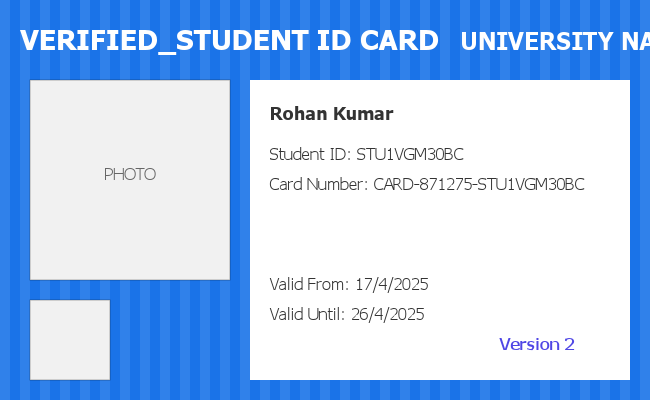 VERIFIED_STUDENT ID CARD UNIVERSITY NA
PHOTO
Rohan Kumar
Student ID: STU1VGM30BC
Card Number: CARD-871275-STU1VGM30BC
Valid From: 17/4/2025
Valid Until: 26/4/2025
Version 2